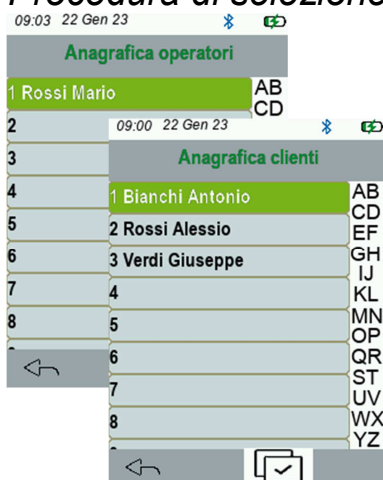 Procedura di selezione
09:03 22 Gen 23
Anagrafica operatori
1 Rossi Mario
2
3
4
5
6
7
8
AB
CD
09:00 22 Gen 23
Anagrafica clienti
1 Bianchi Antonio
2 Rossi Alessio
3 Verdi Giuseppe
4
5
6
7
8
AB
CD
EF
GH
IJ
KL
MN
OP
QR
ST
UV
WX
YZ